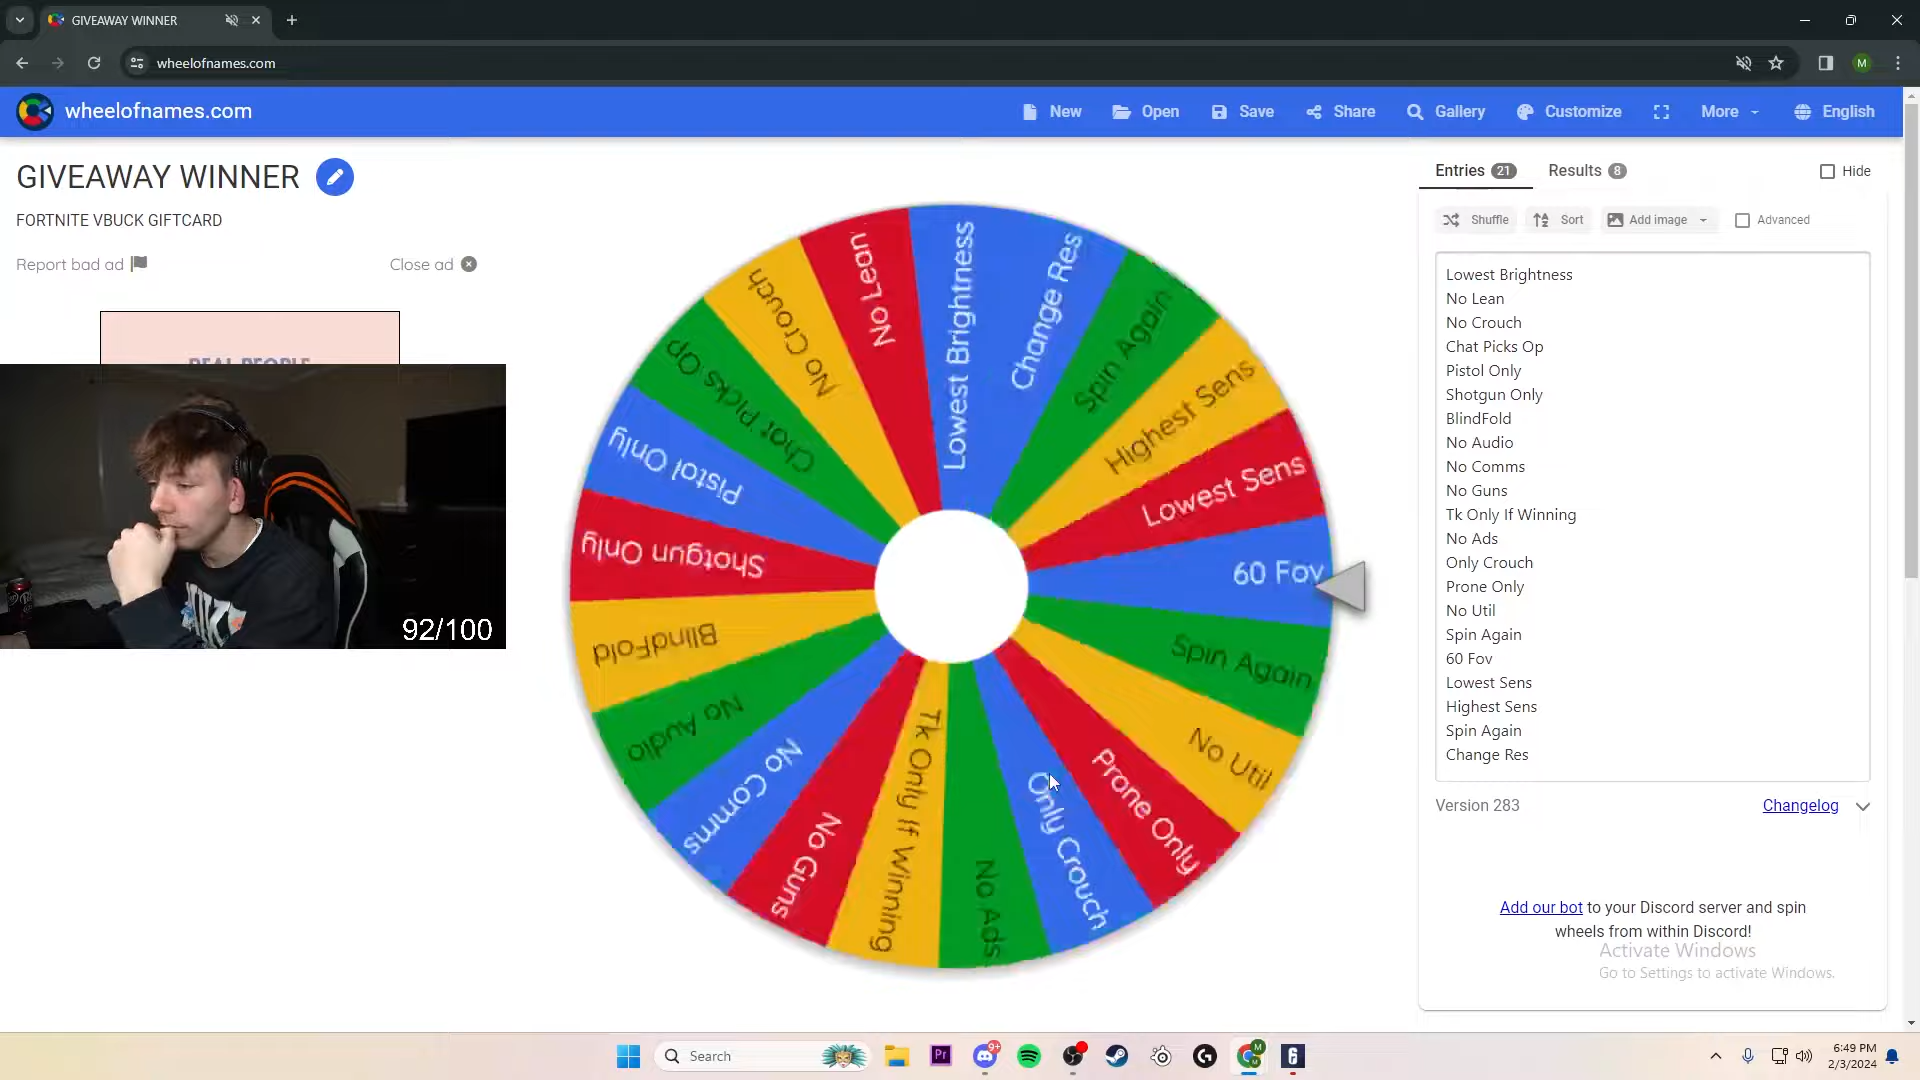 GIVEAWAY WINNER
wheelofnames.com
wheelofnames.com
New
Open
Save
Share
Gallery
Customize
More
English
GIVEAWAY WINNER
FORTNITE VBUCK GIFTCARD
Report bad ad
Close ad
92/100
Lowest Brightness
Change Res
Spin Again
Highest Sens
Lowest Sens
60 Fov
Spin Again
No Util
Prone Only
Only Crouch
No Ads
Tk Only If Winning
No Guns
No Comms
No Audio
BlindFold
Shotgun Only
Pistol Only
Chat Picks Op
No Crouch
No Lean
Entries 21
Results 8
Hide
Shuffle
Sort
Add image
Advanced
Lowest Brightness
No Lean
No Crouch
Chat Picks Op
Pistol Only
Shotgun Only
BlindFold
No Audio
No Comms
No Guns
Tk Only If Winning
No Ads
Only Crouch
Prone Only
No Util
Spin Again
60 Fov
Lowest Sens
Highest Sens
Spin Again
Change Res
Version 283
Changelog
Add our bot to your Discord server and spin
wheels from within Discord!
Activate Windows
Go to Settings to activate Windows.
Search
6:49 PM
2/3/2024